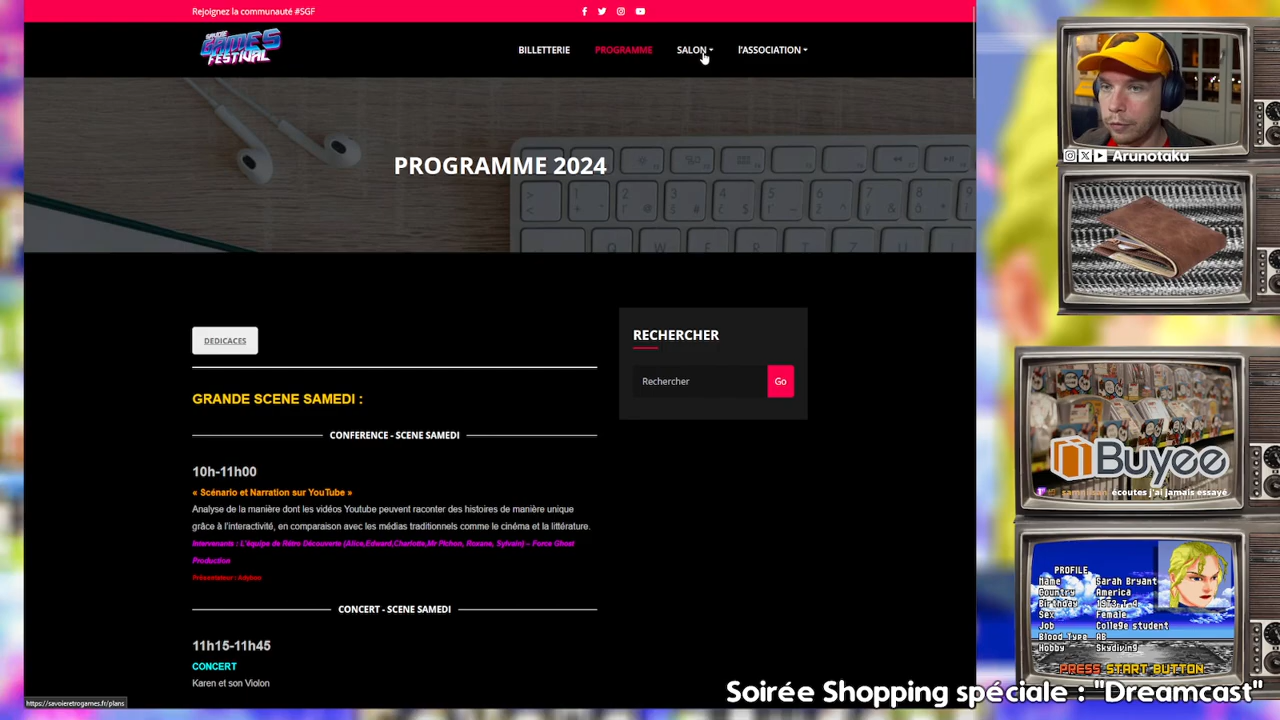 Rejoignez la communauté #SGF
SAVOIE
GAMES
FESTIVAL
BILLETTERIE
PROGRAMME
SALON
l'ASSOCIATION
PROGRAMME 2024
DEDICACES
RECHERCHER
Rechercher
Go
GRANDE SCENE SAMEDI :
CONFERENCE - SCENE SAMEDI
10h-11h00
« Scénario et Narration sur YouTube »
Analyse de la manière dont les vidéos Youtube peuvent raconter des histoires de manière unique
grâce à l'interactivité, en comparaison avec les médias traditionnels comme le cinéma et la littérature.
Intervenants : L'équipe de Rétro Découverte (Alice,Edward,Charlotte,Mr Pichon, Roxane, Sylvain) – Force Ghost
Production
Présentateur : Adybon
CONCERT - SCENE SAMEDI
11h15-11h45
CONCERT
Karen et son Violon
https://savoieretrogames.fr/plans
Arunotaku
Buyee
écoutes j'ai jamais essayé
PROFILE
Name Sarah Bryant
Country America
Birthday 1973.7.4
Sex Female
Job College student
Blood Type AB
Hobby Skydiving
PRESS START BUTTON
Soirée Shopping spéciale : "Dreamcast"